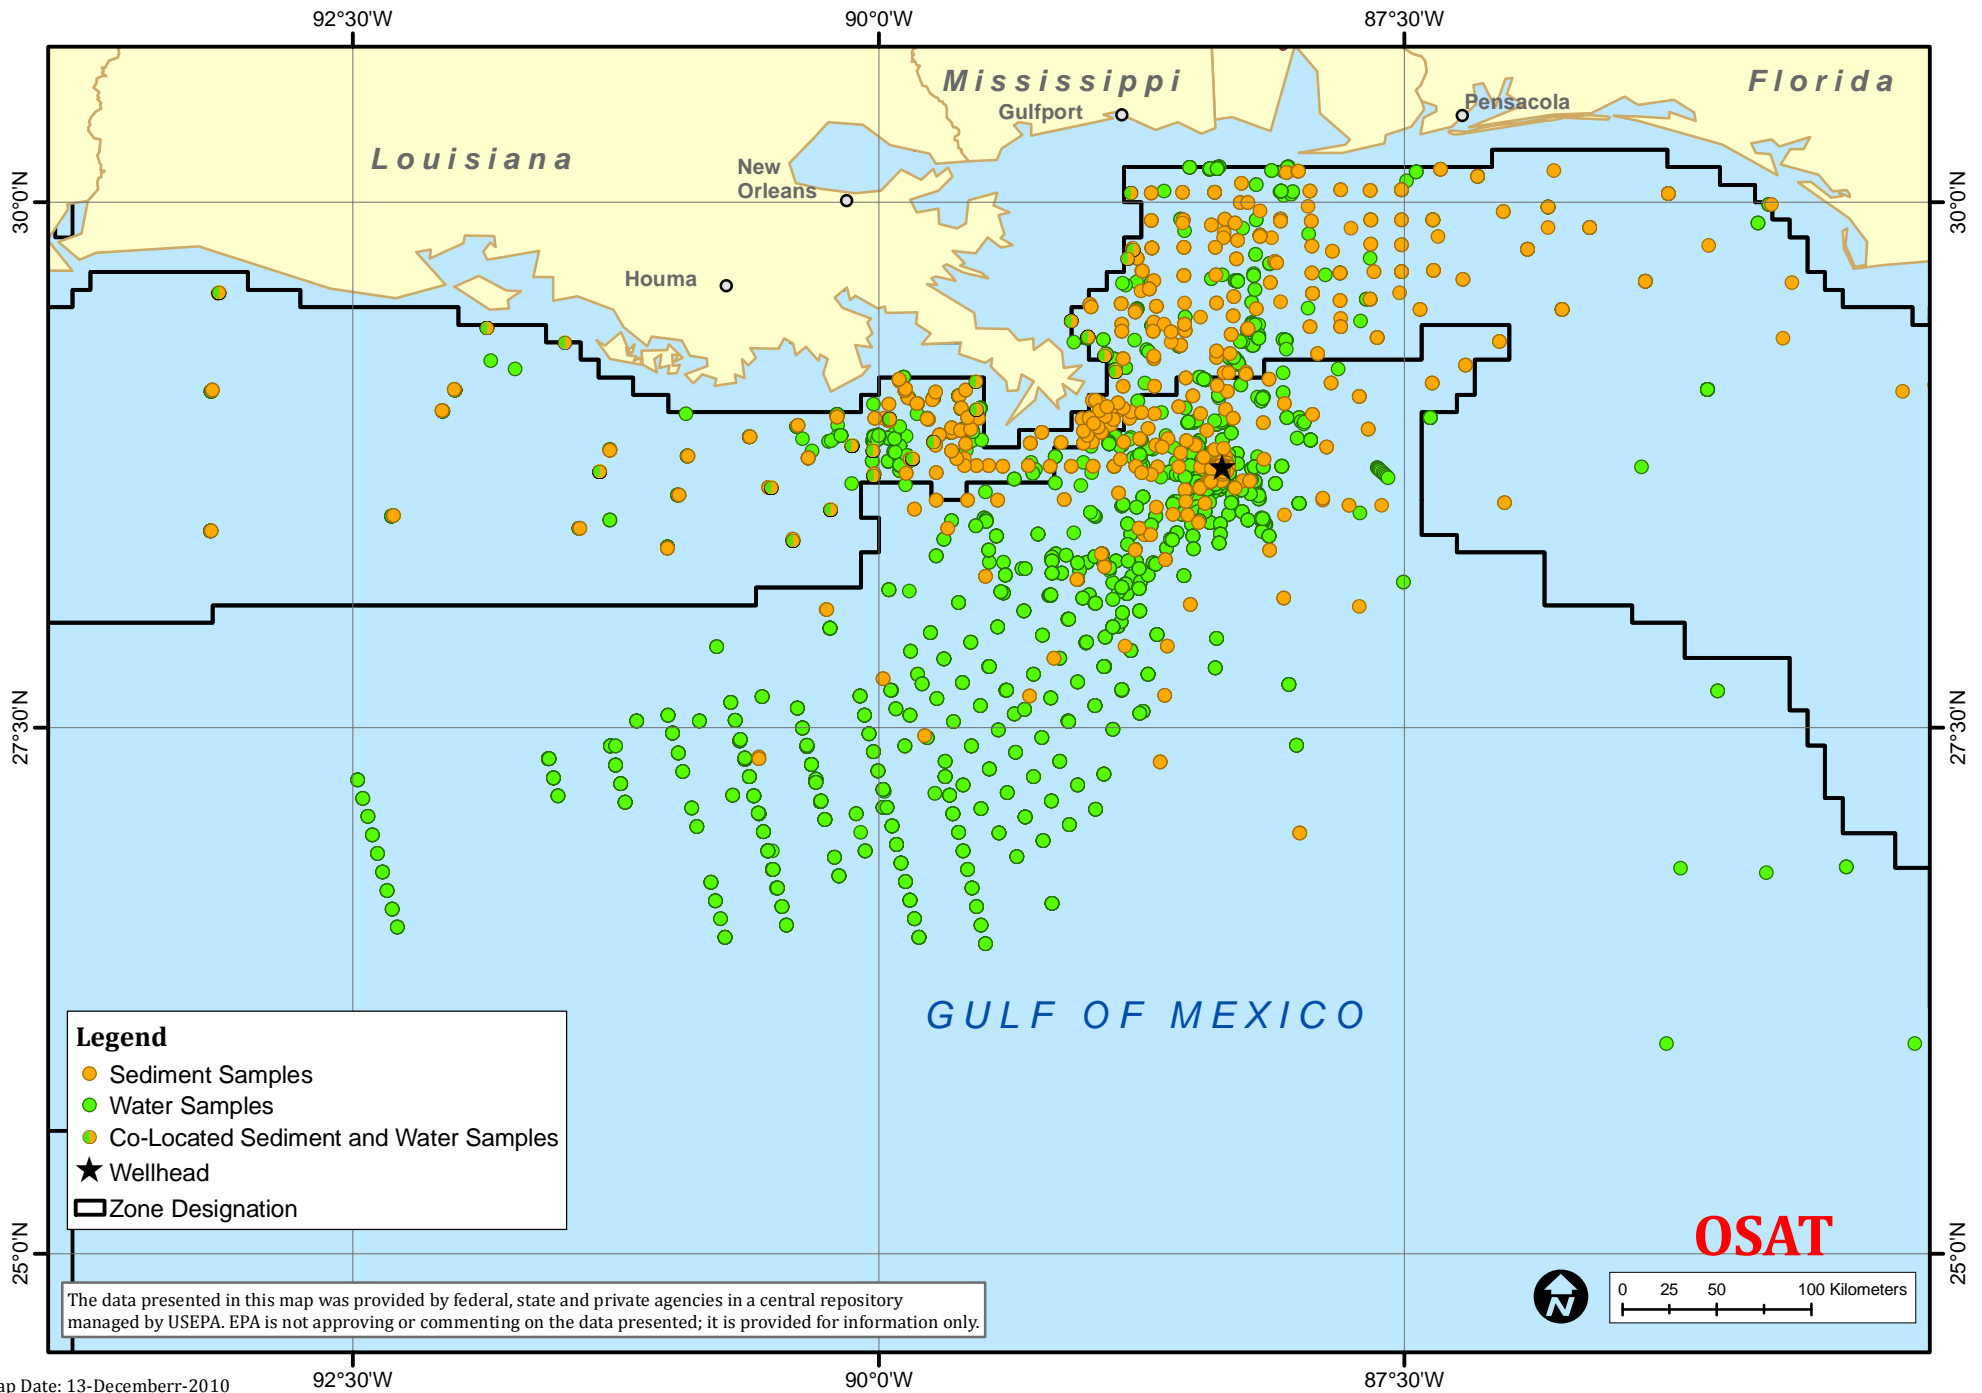 92°30'W
90°0'W
87°30'W
Mississippi
Florida
Gulfport
Pensacola
Louisiana
New
Orleans
30°0'N
30°0'N
Houma
27°30'N
27°30'N
GULF OF MEXICO
Legend
Sediment Samples
Water Samples
Co-Located Sediment and Water Samples
Wellhead
Zone Designation
OSAT
25°0'N
25°0'N
N
0 25 50 100 Kilometers
The data presented in this map was provided by federal, state and private agencies in a central repository
managed by USEPA. EPA is not approving or commenting on the data presented; it is provided for information only.
92°30'W
90°0'W
87°30'W
ap Date: 13-Decemberr-2010